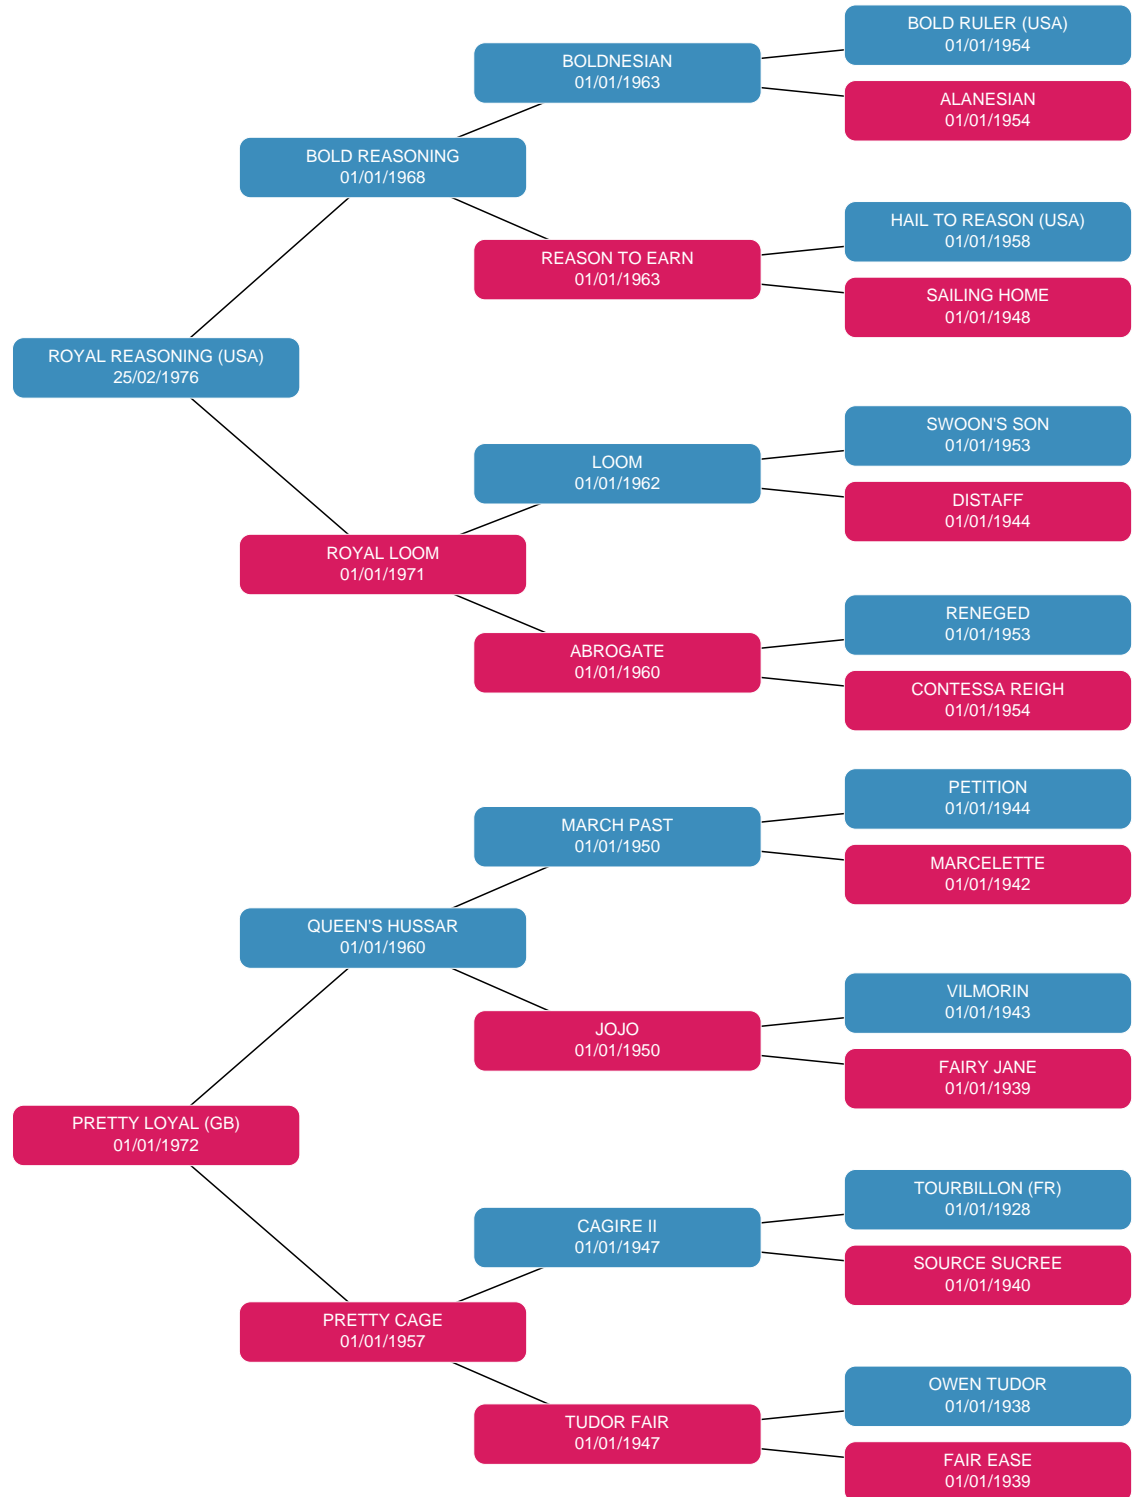 BOLD RULER (USA)
01/01/1954
BOLDNESIAN
01/01/1963
ALANESIAN
01/01/1954
BOLD REASONING
01/01/1968
HAIL TO REASON (USA)
01/01/1958
REASON TO EARN
01/01/1963
SAILING HOME
01/01/1948
ROYAL REASONING (USA)
25/02/1976
SWOON'S SON
01/01/1953
LOOM
01/01/1962
DISTAFF
01/01/1944
ROYAL LOOM
01/01/1971
RENEGED
01/01/1953
ABROGATE
01/01/1960
CONTESSA REIGH
01/01/1954
PETITION
01/01/1944
MARCH PAST
01/01/1950
MARCELETTE
01/01/1942
QUEEN'S HUSSAR
01/01/1960
VILMORIN
01/01/1943
JOJO
01/01/1950
FAIRY JANE
01/01/1939
PRETTY LOYAL (GB)
01/01/1972
TOURBILLON (FR)
01/01/1928
CAGIRE II
01/01/1947
SOURCE SUCREE
01/01/1940
PRETTY CAGE
01/01/1957
OWEN TUDOR
01/01/1938
TUDOR FAIR
01/01/1947
FAIR EASE
01/01/1939